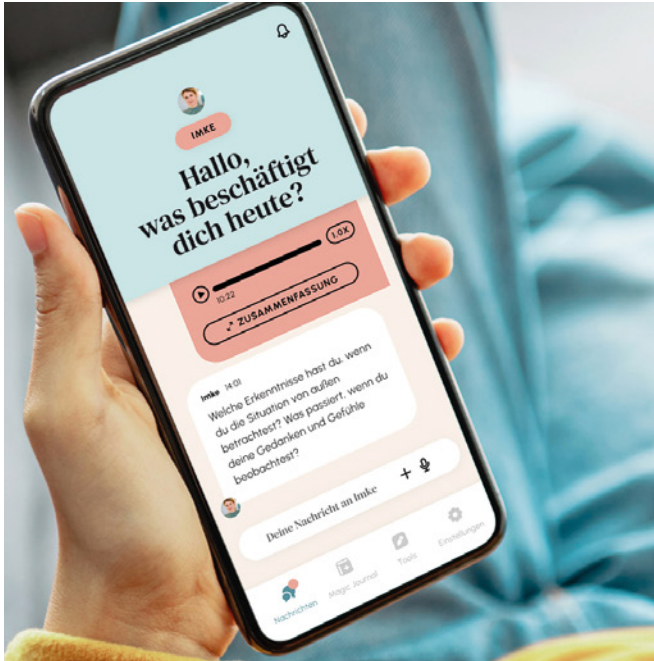 IMKE
Hallo,
was beschäftigt
dich heute?
1.0X
10:22
ZUSAMMENFASSUNG
Imke 14:01
Welche Erkenntnisse hast du, wenn
du die Situation von außen
betrachtest? Was passiert, wenn du
deine Gedanken und Gefühle
beobachtest?
Deine Nachricht an Imke
Nachrichten
Magic Journal
Tools
Einstellungen